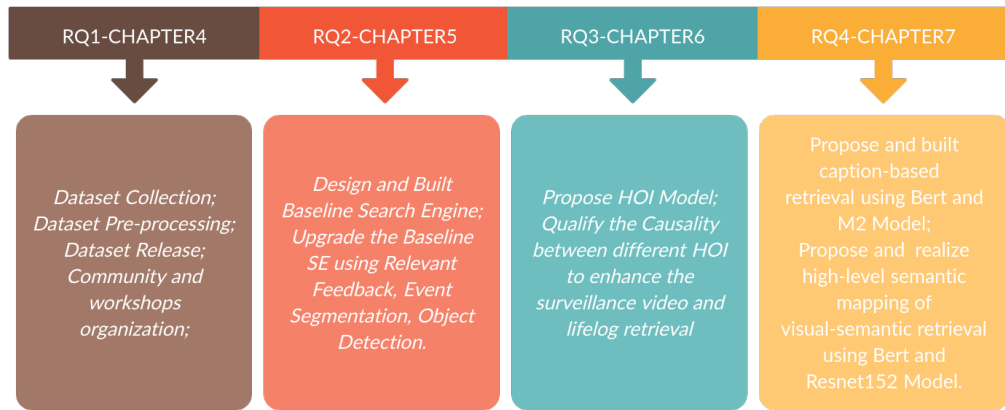 RQ1-CHAPTER4
RQ2-CHAPTER5
RQ3-CHAPTER6
RQ4-CHAPTER7
Dataset Collection;
Dataset Pre-processing;
Dataset Release;
Community and
workshops
organization;
Design and Built
Baseline Search Engine;
Upgrade the Baseline
SE using Relevant
Feedback, Event
Segmentation, Object
Detection.
Propose HOI Model;
Qualify the Causality
between different HOI
to enhance the
surveillance video and
lifelog retrieval
Propose and built
caption-based
retrieval using Bert and
M2 Model;
Propose and realize
high-level semantic
mapping of
visual-semantic retrieval
using Bert and
Resnet152 Model.